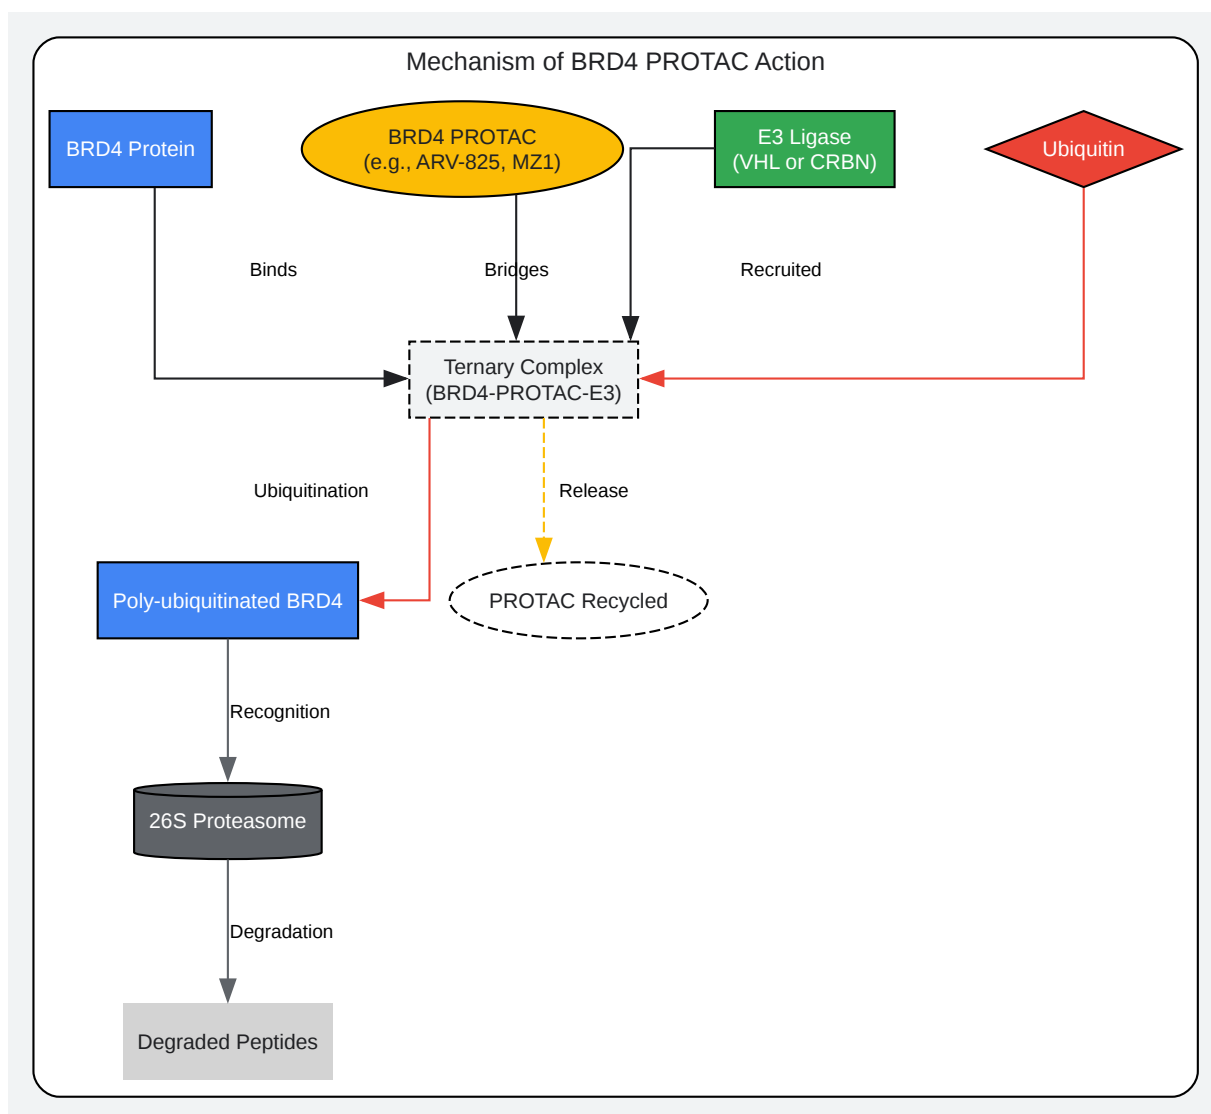 Mechanism of BRD4 PROTAC Action
BRD4 Protein
BRD4 PROTAC
(e.g., ARV-825, MZ1)
E3 Ligase
(VHL or CRBN)
Ubiquitin
Binds
Bridges
Recruited
Ternary Complex
(BRD4-PROTAC-E3)
Ubiquitination
Release
Poly-ubiquitinated BRD4
PROTAC Recycled
Recognition
26S Proteasome
Degradation
Degraded Peptides